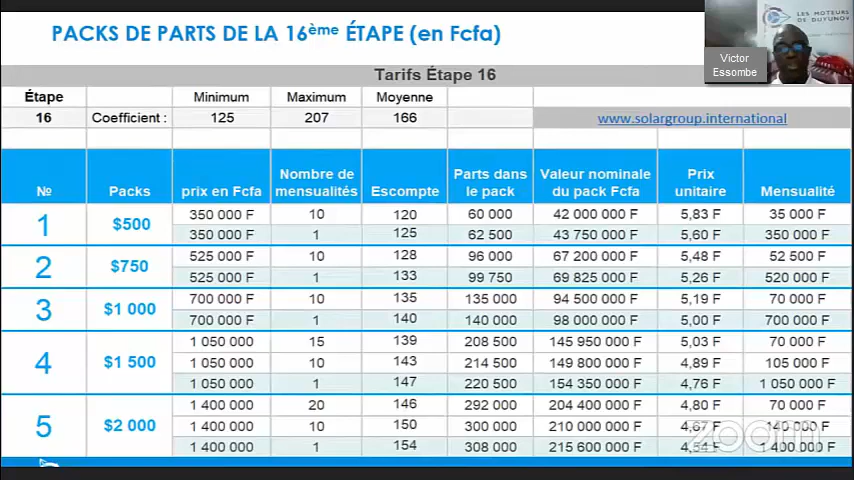 PACKS DE PARTS DE LA 16ème ÉTAPE (en Fcfa)
LES MOTEURS
DE DUYUNOV
Victor
Essombe
Tarifs Étape 16
Étape Minimum Maximum Moyenne
16 Coefficient : 125 207 166 www.solargroup.international
№ Packs prix en Fcfa Nombre de mensualités Escompte Parts dans le pack Valeur nominale du pack Fcfa Prix unitaire Mensualité
1 $500 350 000 F 10 120 60 000 42 000 000 F 5,83 F 35 000 F
350 000 F 1 125 62 500 43 750 000 F 5,60 F 350 000 F
2 $750 525 000 F 10 128 96 000 67 200 000 F 5,48 F 52 500 F
525 000 F 1 133 99 750 69 825 000 F 5,26 F 520 000 F
3 $1 000 700 000 F 10 135 135 000 94 500 000 F 5,19 F 70 000 F
700 000 F 1 140 140 000 98 000 000 F 5,00 F 700 000 F
4 $1 500 1 050 000 15 139 208 500 145 950 000 F 5,03 F 70 000 F
1 050 000 10 143 214 500 149 800 000 F 4,89 F 105 000 F
1 050 000 1 147 220 500 154 350 000 F 4,76 F 1 050 000 F
5 $2 000 1 400 000 20 146 292 000 204 400 000 F 4,80 F 70 000 F
1 400 000 10 150 300 000 210 000 000 F 4,67 F 140 000 F
1 400 000 1 154 308 000 215 600 000 F 4,54 F 1 400 000 F
zoom